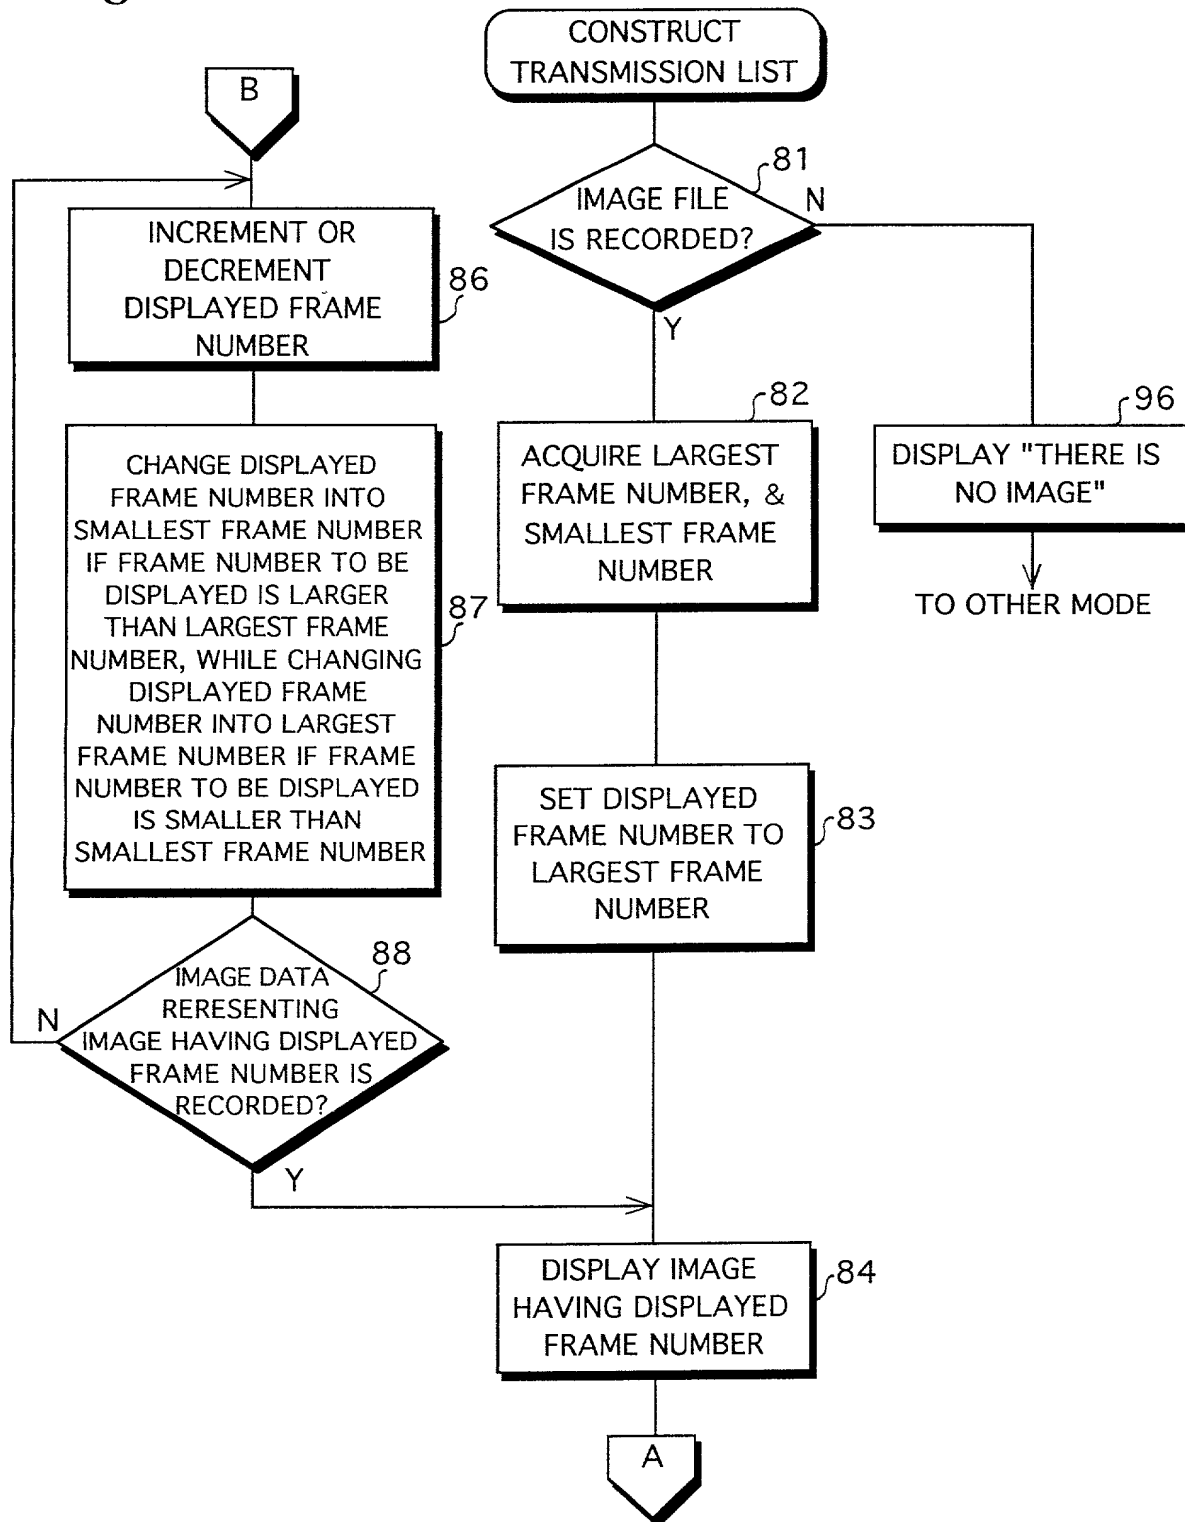 CONSTRUCT
TRANSMISSION LIST
B
81
IMAGE FILE
IS RECORDED?
N
Y
INCREMENT OR
DECREMENT
DISPLAYED FRAME
NUMBER
86
82
ACQUIRE LARGEST
FRAME NUMBER, &
SMALLEST FRAME
NUMBER
96
DISPLAY "THERE IS
NO IMAGE"
TO OTHER MODE
CHANGE DISPLAYED
FRAME NUMBER INTO
SMALLEST FRAME NUMBER
IF FRAME NUMBER TO BE
DISPLAYED IS LARGER
THAN LARGEST FRAME
NUMBER, WHILE CHANGING
DISPLAYED FRAME
NUMBER INTO LARGEST
FRAME NUMBER IF FRAME
NUMBER TO BE DISPLAYED
IS SMALLER THAN
SMALLEST FRAME NUMBER
87
SET DISPLAYED
FRAME NUMBER TO
LARGEST FRAME
NUMBER
83
88
IMAGE DATA
RERESENTING
IMAGE HAVING DISPLAYED
FRAME NUMBER IS
RECORDED?
N
Y
DISPLAY IMAGE
HAVING DISPLAYED
FRAME NUMBER
84
A